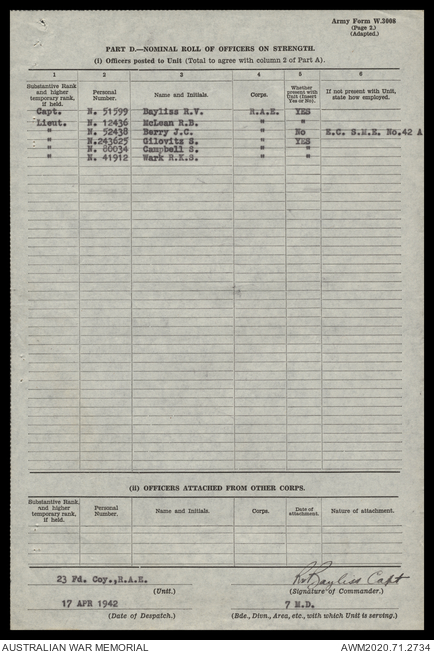 Army Form W.3008
(Page 2.)
(Adapted.)
PART D.—NOMINAL ROLL OF OFFICERS ON STRENGTH.
(i) Officers posted to Unit (Total to agree with column 2 of Part A).
1 2 3 4 5 6
Substantive Rank and higher temporary rank, if held. Personal Number. Name and Initials. Corps. Whether present with Unit (Insert Yes or No). If not present with Unit, state how employed.
Capt. N. 51599 Bayliss R.V. R.A.E. YES
Lieut. N. 12436 McLean R.B. " "
" N. 52438 Berry J.C. " No E.C. S.M.E. No.42 A
" N.243625 Gilovitz S. " YES
" N. 80034 Campbell S. " "
" N. 41912 Wark R.K.S. " "
(ii) OFFICERS ATTACHED FROM OTHER CORPS.
Substantive Rank and higher temporary rank, if held. Personal Number. Name and Initials. Corps. Date of attachment. Nature of attachment.
23 Fd. Coy.,R.A.E. RVBayliss Capt
(Unit.) (Signature of Commander.)
17 APR 1942 7 M.D.
(Date of Despatch.) (Bde., Divn., Area, etc., with which Unit is serving.)
AUSTRALIAN WAR MEMORIAL AWM2020.71.2734